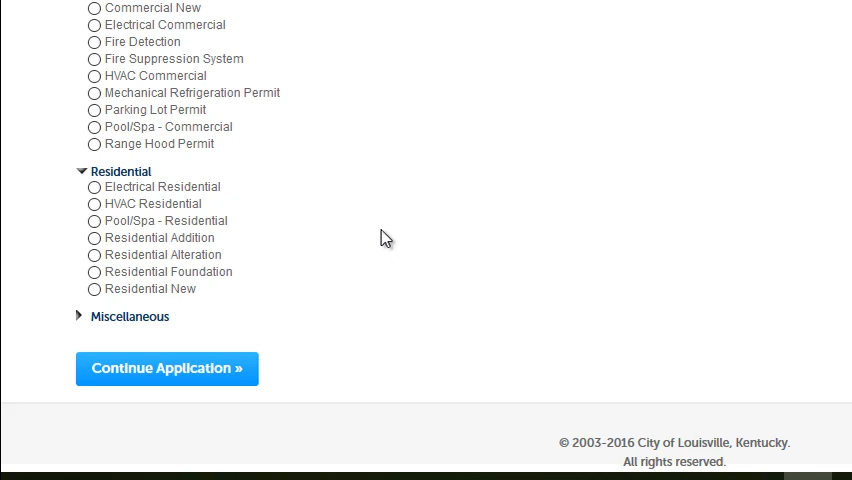 Commercial New
Electrical Commercial
Fire Detection
Fire Suppression System
HVAC Commercial
Mechanical Refrigeration Permit
Parking Lot Permit
Pool/Spa - Commercial
Range Hood Permit
Residential
Electrical Residential
HVAC Residential
Pool/Spa - Residential
Residential Addition
Residential Alteration
Residential Foundation
Residential New
Miscellaneous
Continue Application »
© 2003-2016 City of Louisville, Kentucky.
All rights reserved.